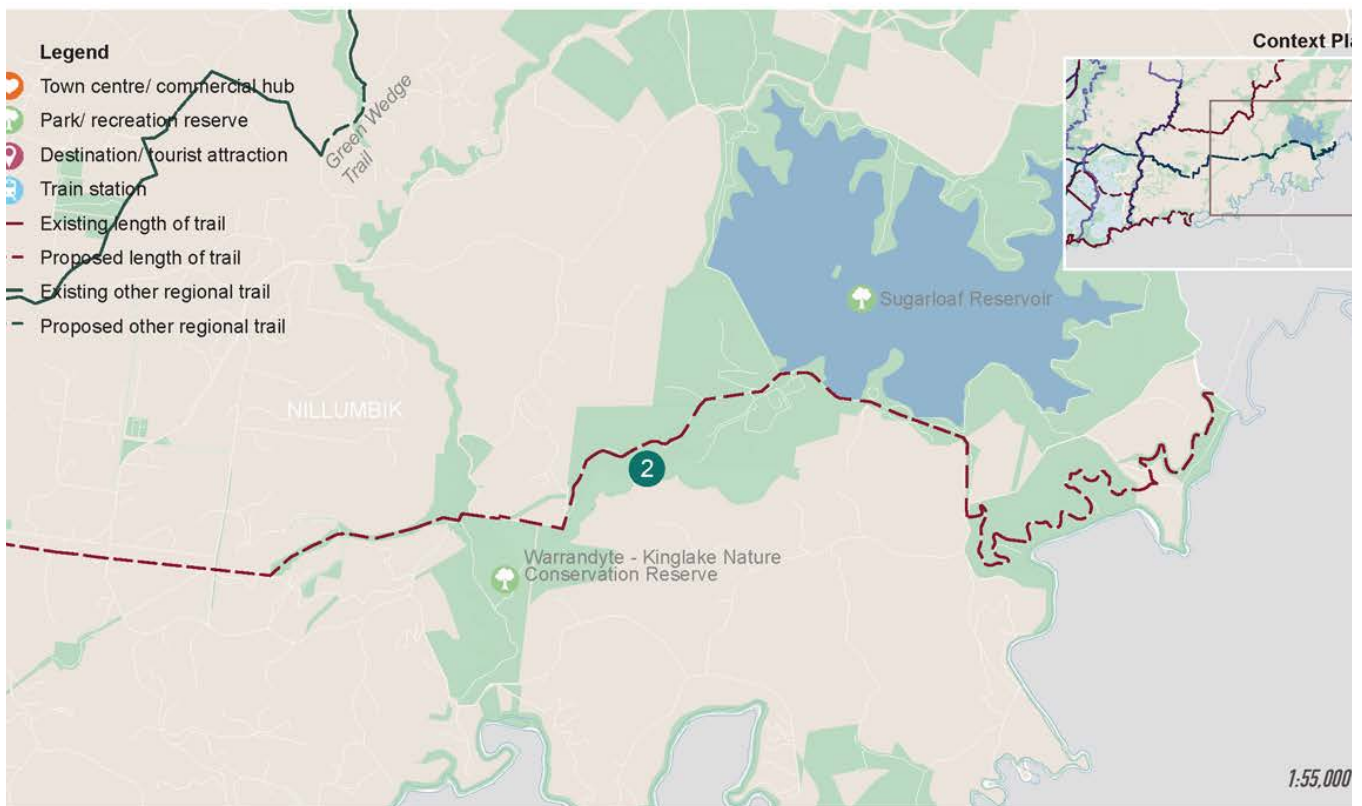 Legend
Town centre/ commercial hub
Park/ recreation reserve
Destination/ tourist attraction
Train station
Existing length of trail
Proposed length of trail
Existing other regional trail
Proposed other regional trail
Green Wedge
Trail
Context Pla
Sugarloaf Reservoir
NILLUMBIK
2
Warrandyte - Kinglake Nature
Conservation Reserve
1:55,000